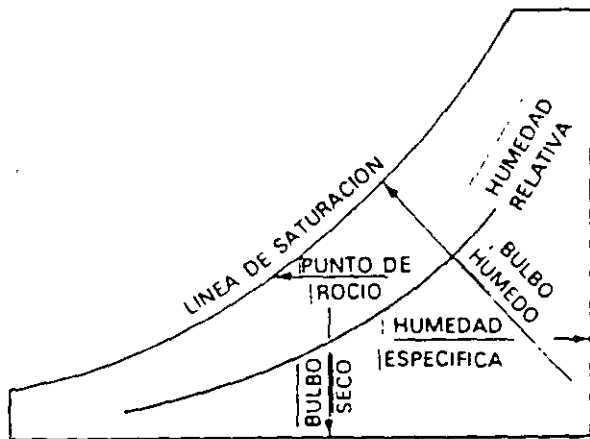 LINEA DE SATURACION
HUMEDAD
RELATIVA
PUNTO DE
ROCIO
BULBO
HUMEDO
HUMEDAD
ESPECIFICA
BULBO
SECO